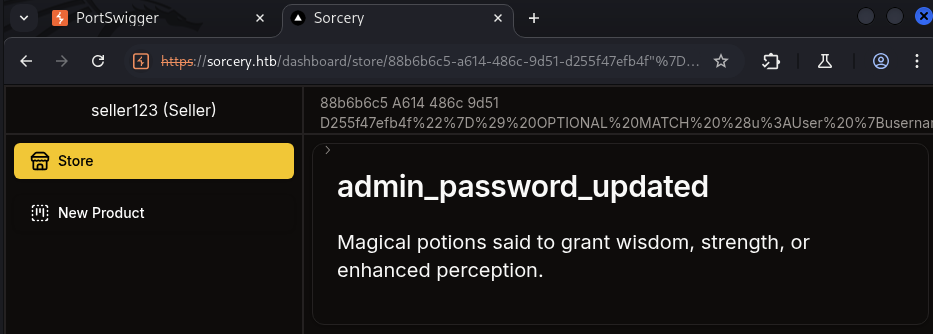 PortSwigger
Sorcery
https://sorcery.htb/dashboard/store/88b6b6c5-a614-486c-9d51-d255f47efb4f"%7D...
seller123 (Seller)
88b6b6c5 A614 486c 9d51
D255f47efb4f%22%7D%29%20OPTIONAL%20MATCH%20%28u%3AUser%20%7Buserna
Store
New Product
admin_password_updated
Magical potions said to grant wisdom, strength, or
enhanced perception.